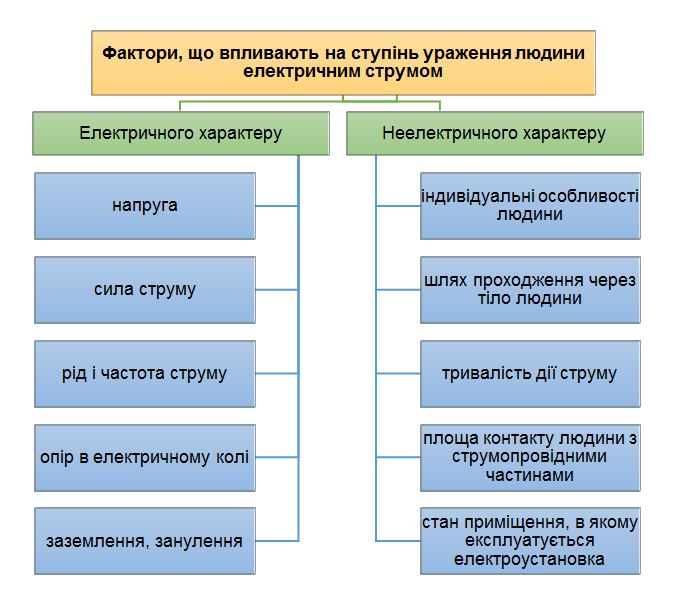 Фактори, що впливають на ступінь ураження людини
електричним струмом
Електричного характеру
Неелектричного характеру
напруга
сила струму
рід і частота струму
опір в електричному колі
заземлення, занулення
індивідуальні особливості
людини
шлях проходження через
тіло людини
тривалість дії струму
площа контакту людини з
струмопровідними
частинами
стан приміщення, в якому
експлуатується
електроустановка